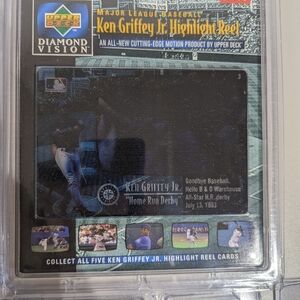 UPPER DECK
DIAMOND VISION
MAJOR LEAGUE BASEBALL
Ken Griffey Jr. Highlight Reel
AN ALL-NEW CUTTING-EDGE MOTION PRODUCT BY UPPER DECK
3
KEN GRIFFEY JR.
"Home Run Derby"
Goodbye Baseball,
Hello B & O Warehouse
All-Star H.R. derby
July 13, 1993
COLLECT ALL FIVE KEN GRIFFEY JR. HIGHLIGHT REEL CARDS